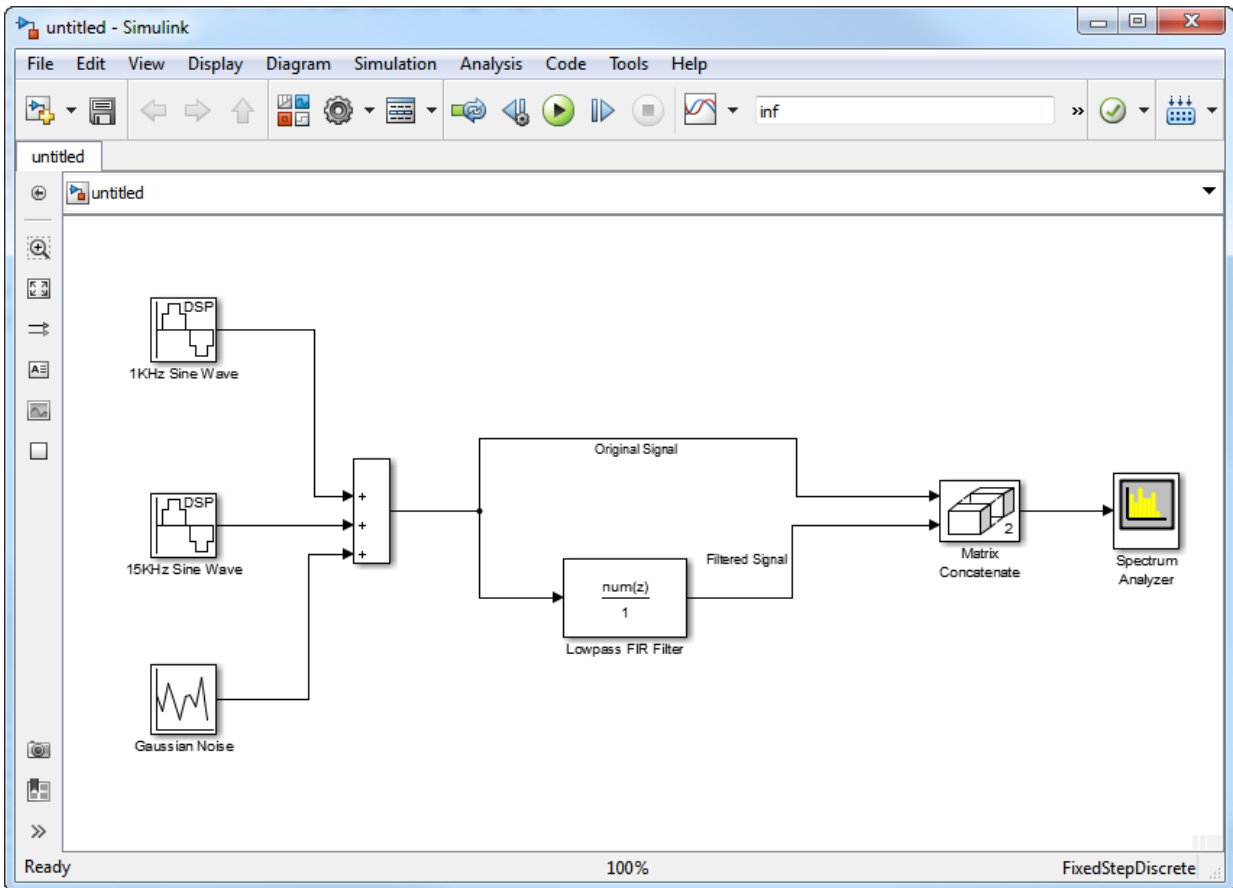 untitled - Simulink
File Edit View Display Diagram Simulation Analysis Code Tools Help
inf
untitled
untitled
DSP
1KHz Sine Wave
Original Signal
DSP
15KHz Sine Wave
+
+
+
2
Matrix
Concatenate
Spectrum
Analyzer
Filtered Signal
num(z)
1
Lowpass FIR Filter
Gaussian Noise
Ready 100% FixedStepDiscrete